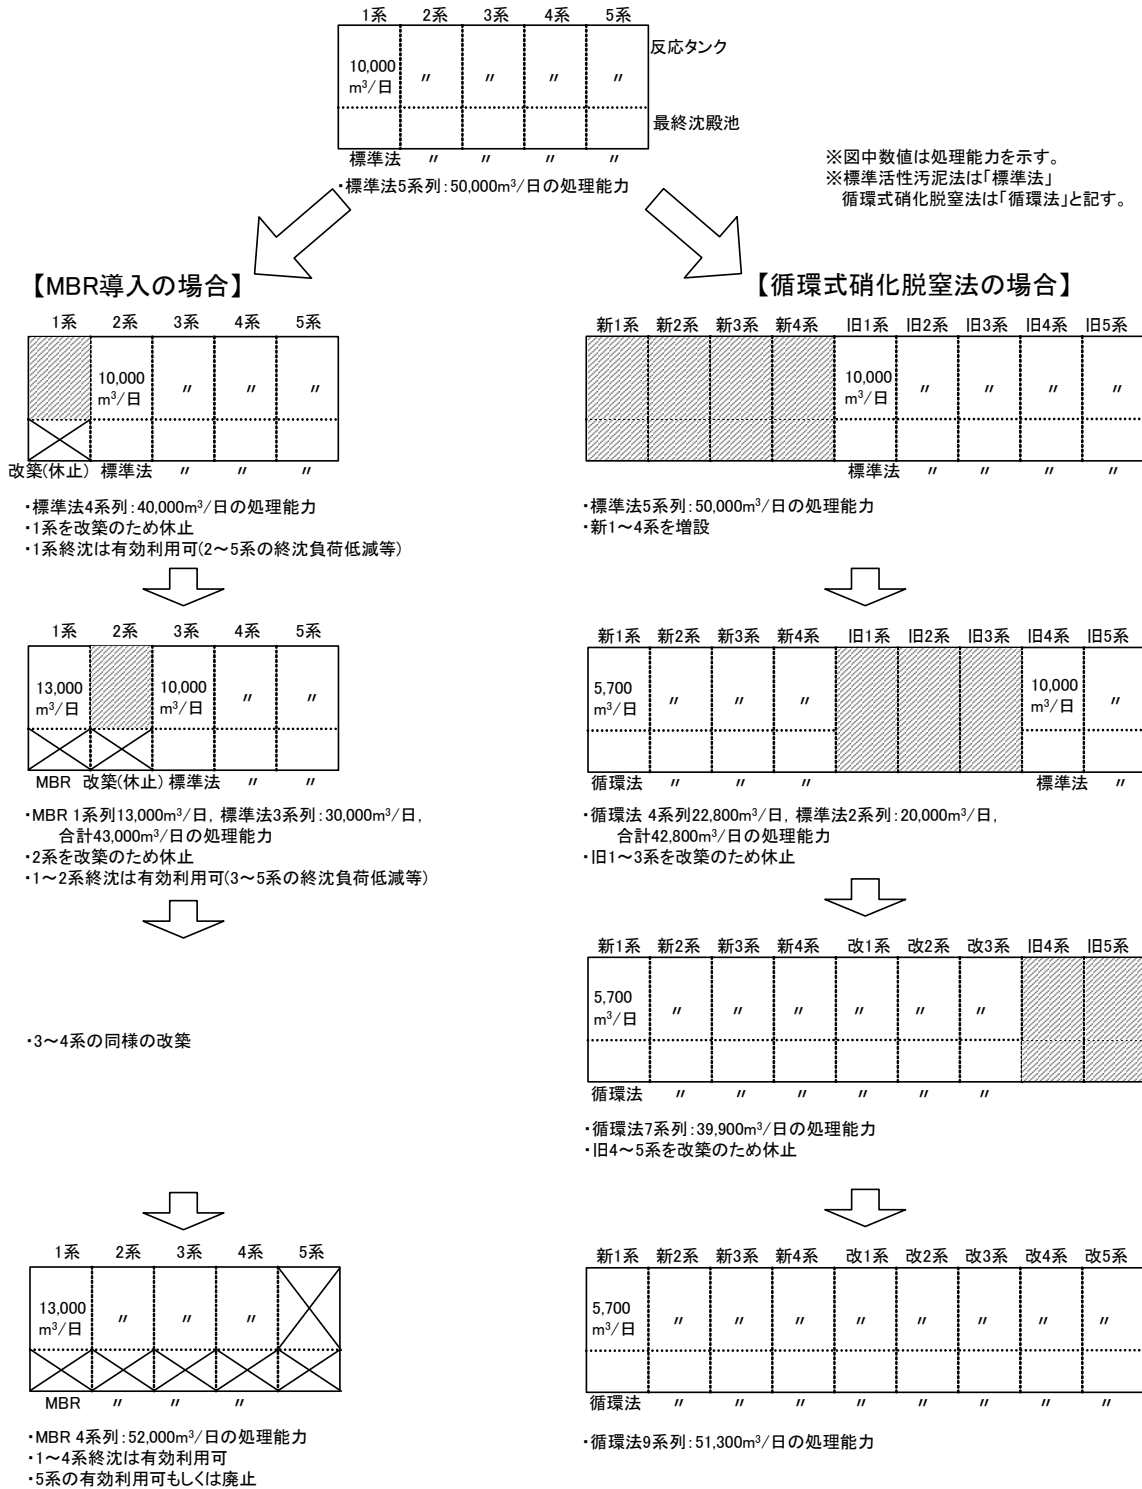 1系 2系 3系 4系 5系
反応タンク
10,000 m³/日 〃 〃 〃 〃
最終沈殿池
標準法 〃 〃 〃 〃
・標準法5系列：50,000m³/日の処理能力
※図中数値は処理能力を示す。
※標準活性汚泥法は「標準法」
循環式硝化脱窒法は「循環法」と記す。
【MBR導入の場合】
1系 2系 3系 4系 5系
10,000 m³/日 〃 〃 〃
改築(休止) 標準法 〃 〃 〃
・標準法4系列：40,000m³/日の処理能力
・1系を改築のため休止
・1系終沈は有効利用可(2～5系の終沈負荷低減等)
1系 2系 3系 4系 5系
13,000 m³/日 10,000 m³/日 〃 〃
MBR 改築(休止) 標準法 〃 〃
・MBR 1系列13,000m³/日，標準法3系列：30,000m³/日，
合計43,000m³/日の処理能力
・2系を改築のため休止
・1～2系終沈は有効利用可(3～5系の終沈負荷低減等)
・3～4系の同様の改築
1系 2系 3系 4系 5系
13,000 m³/日 〃 〃 〃
MBR 〃 〃 〃
・MBR 4系列：52,000m³/日の処理能力
・1～4系終沈は有効利用可
・5系の有効利用可もしくは廃止
【循環式硝化脱窒法の場合】
新1系 新2系 新3系 新4系 旧1系 旧2系 旧3系 旧4系 旧5系
10,000 m³/日 〃 〃 〃 〃
標準法 〃 〃 〃 〃
・標準法5系列：50,000m³/日の処理能力
・新1～4系を増設
新1系 新2系 新3系 新4系 旧1系 旧2系 旧3系 旧4系 旧5系
5,700 m³/日 〃 〃 〃 10,000 m³/日 〃
循環法 〃 〃 〃 標準法 〃
・循環法 4系列22,800m³/日，標準法2系列：20,000m³/日，
合計42,800m³/日の処理能力
・旧1～3系を改築のため休止
新1系 新2系 新3系 新4系 改1系 改2系 改3系 旧4系 旧5系
5,700 m³/日 〃 〃 〃 〃 〃 〃
循環法 〃 〃 〃 〃 〃 〃
・循環法7系列：39,900m³/日の処理能力
・旧4～5系を改築のため休止
新1系 新2系 新3系 新4系 改1系 改2系 改3系 改4系 改5系
5,700 m³/日 〃 〃 〃 〃 〃 〃 〃 〃
循環法 〃 〃 〃 〃 〃 〃 〃 〃
・循環法9系列：51,300m³/日の処理能力